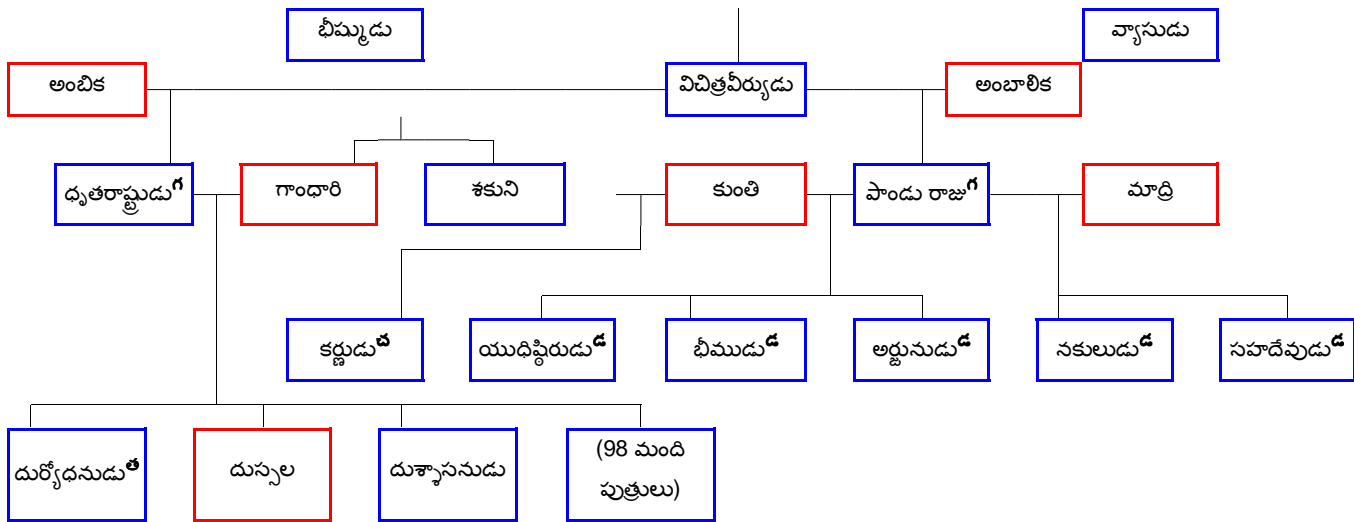 భీష్ముడు
వ్యాసుడు
అంబిక
విచిత్రవీర్యుడు
అంబాలిక
ధృతరాష్ట్రుడుగ
గాంధారి
శకుని
కుంతి
పాండు రాజుగ
మాద్రి
కర్ణుడుచ
యుధిష్ఠిరుడుడ
భీముడుడ
అర్జునుడుడ
నకులుడుడ
సహదేవుడుడ
దుర్యోధనుడుత
దుస్సల
దుశ్శాసనుడు
(98 మంది
పుత్రులు)